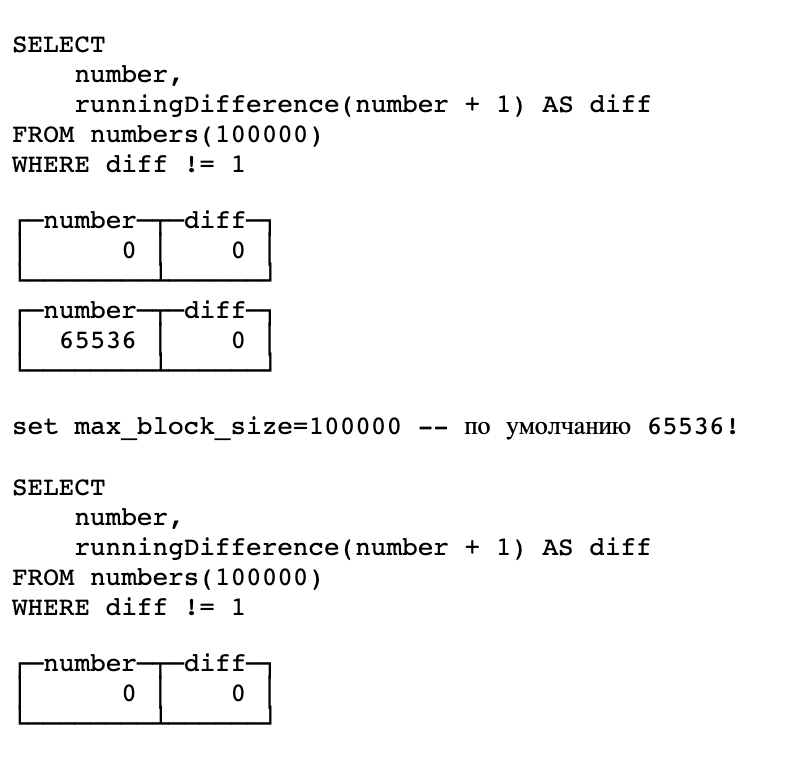 SELECT
    number,
    runningDifference(number + 1) AS diff
FROM numbers(100000)
WHERE diff != 1
┌─number─┬─diff─┐
│      0 │    0 │
└────────┴──────┘
┌─number─┬─diff─┐
│  65536 │    0 │
└────────┴──────┘
set max_block_size=100000 -- по умолчанию 65536!
SELECT
    number,
    runningDifference(number + 1) AS diff
FROM numbers(100000)
WHERE diff != 1
┌─number─┬─diff─┐
│      0 │    0 │
└────────┴──────┘